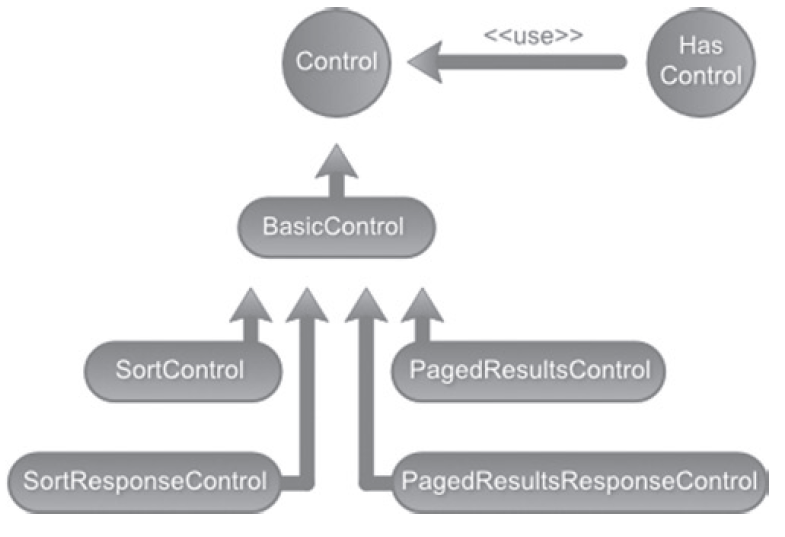 Control
<<use>>
Has
Control
BasicControl
SortControl
PagedResultsControl
SortResponseControl
PagedResultsResponseControl